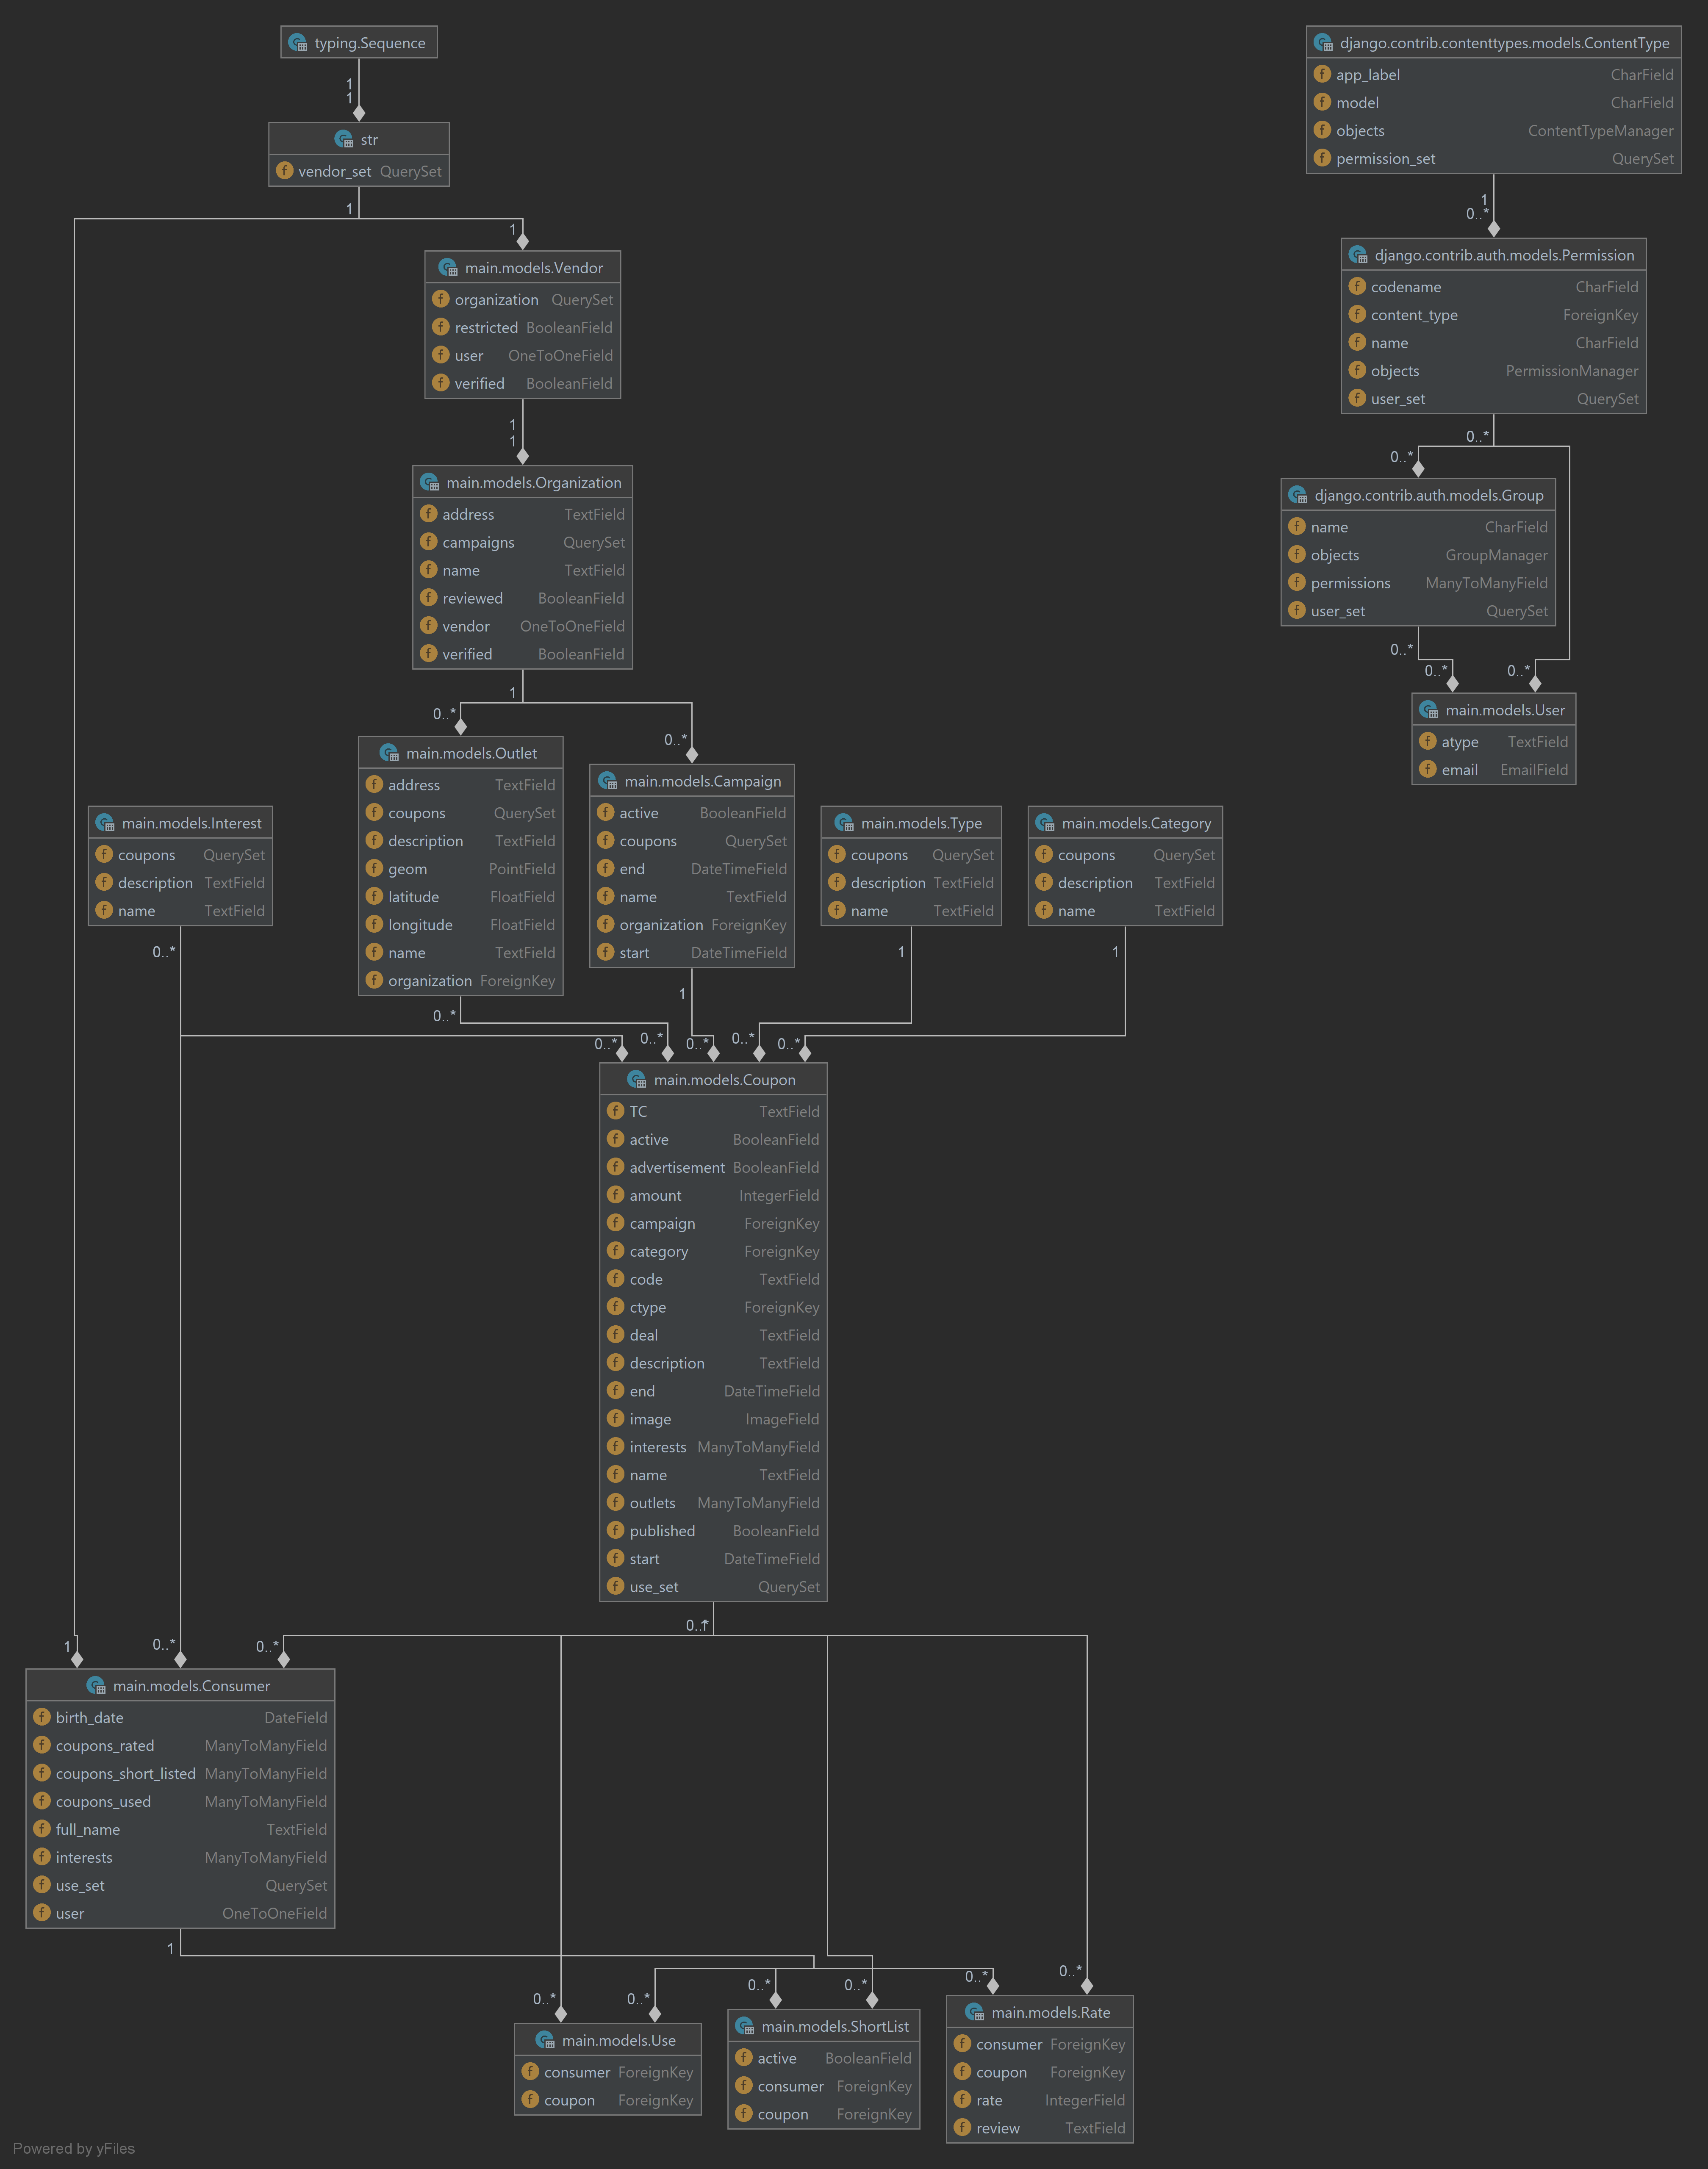 typing.Sequence
1
1
str
vendor_set QuerySet
1
1
main.models.Vendor
organization QuerySet
restricted BooleanField
user OneToOneField
verified BooleanField
1
1
main.models.Organization
address TextField
campaigns QuerySet
name TextField
reviewed BooleanField
vendor OneToOneField
verified BooleanField
1
0..*
0..*
django.contrib.contenttypes.models.ContentType
app_label CharField
model CharField
objects ContentTypeManager
permission_set QuerySet
1
0..*
django.contrib.auth.models.Permission
codename CharField
content_type ForeignKey
name CharField
objects PermissionManager
user_set QuerySet
0..*
0..*
django.contrib.auth.models.Group
name CharField
objects GroupManager
permissions ManyToManyField
user_set QuerySet
0..*
0..*
0..*
main.models.User
atype TextField
email EmailField
main.models.Outlet
address TextField
coupons QuerySet
description TextField
geom PointField
latitude FloatField
longitude FloatField
name TextField
organization ForeignKey
0..*
main.models.Campaign
active BooleanField
coupons QuerySet
end DateTimeField
name TextField
organization ForeignKey
start DateTimeField
1
main.models.Interest
coupons QuerySet
description TextField
name TextField
0..*
main.models.Type
coupons QuerySet
description TextField
name TextField
1
main.models.Category
coupons QuerySet
description TextField
name TextField
1
0..*
0..*
0..*
0..*
0..*
main.models.Coupon
TC TextField
active BooleanField
advertisement BooleanField
amount IntegerField
campaign ForeignKey
category ForeignKey
code TextField
ctype ForeignKey
deal TextField
description TextField
end DateTimeField
image ImageField
interests ManyToManyField
name TextField
outlets ManyToManyField
published BooleanField
start DateTimeField
use_set QuerySet
1
0..*
0..*
main.models.Consumer
birth_date DateField
coupons_rated ManyToManyField
coupons_short_listed ManyToManyField
coupons_used ManyToManyField
full_name TextField
interests ManyToManyField
use_set QuerySet
user OneToOneField
1
0..*
0..*
0..*
0..*
0..*
0..*
main.models.Use
consumer ForeignKey
coupon ForeignKey
main.models.ShortList
active BooleanField
consumer ForeignKey
coupon ForeignKey
main.models.Rate
consumer ForeignKey
coupon ForeignKey
rate IntegerField
review TextField
Powered by yFiles